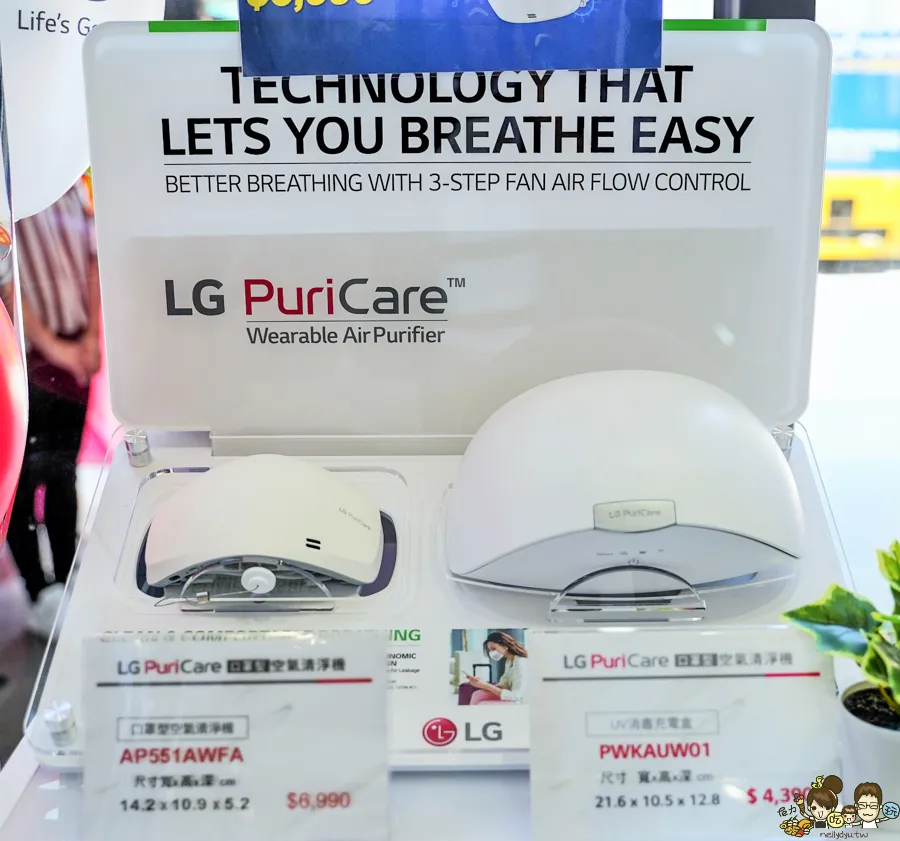 Life's G
TECHNOLOGY THAT
LETS YOU BREATHE EASY
BETTER BREATHING WITH 3-STEP FAN AIR FLOW CONTROL
LG PuriCare™
Wearable Air Purifier
LG PuriCare
LG PuriCare
LG PuriCare 口罩型空氣清淨機
口罩型空氣清淨機
AP551AWFA
尺寸寬x高x深 cm
14.2 x 10.9 x 5.2
$6,990
LG
LG PuriCare 口罩型空氣清淨機
UV消毒充電盒
PWKAUW01
尺寸 寬x高x深 cm
21.6 x 10.5 x 12.8
$ 4,390
吃
玩
nellydyu.tw